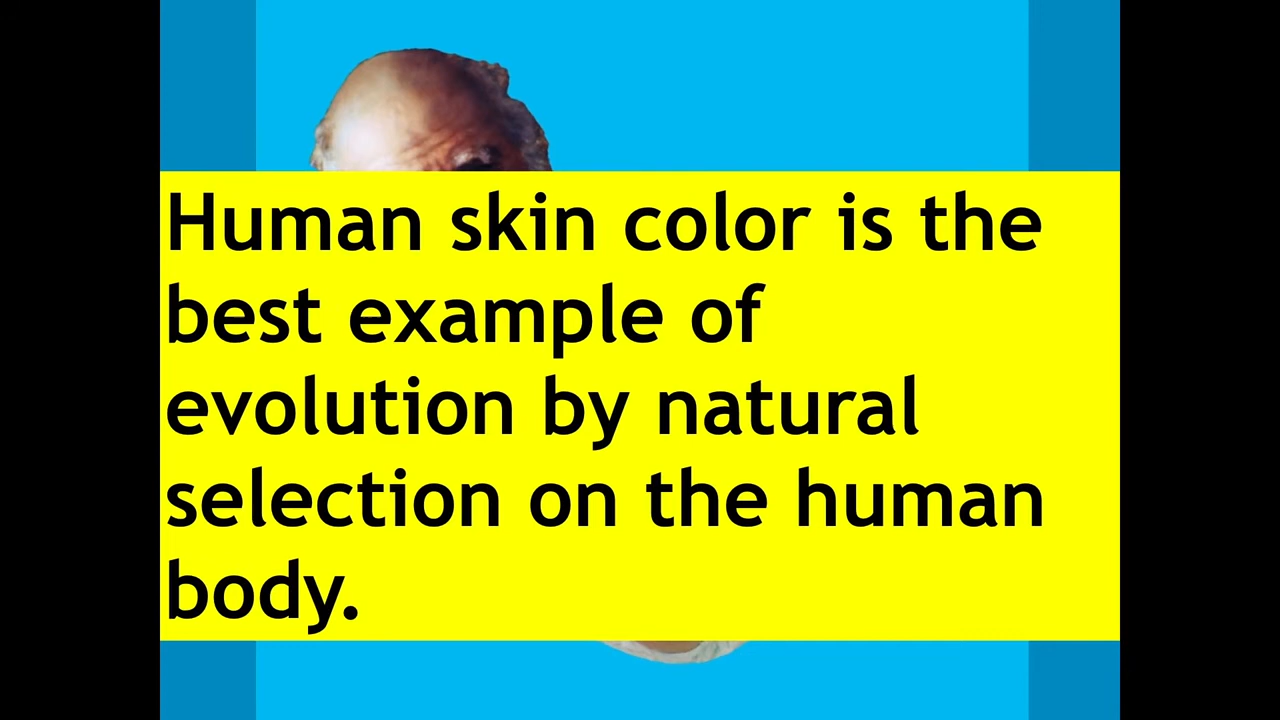 Human skin color is the
best example of
evolution by natural
selection on the human
body.